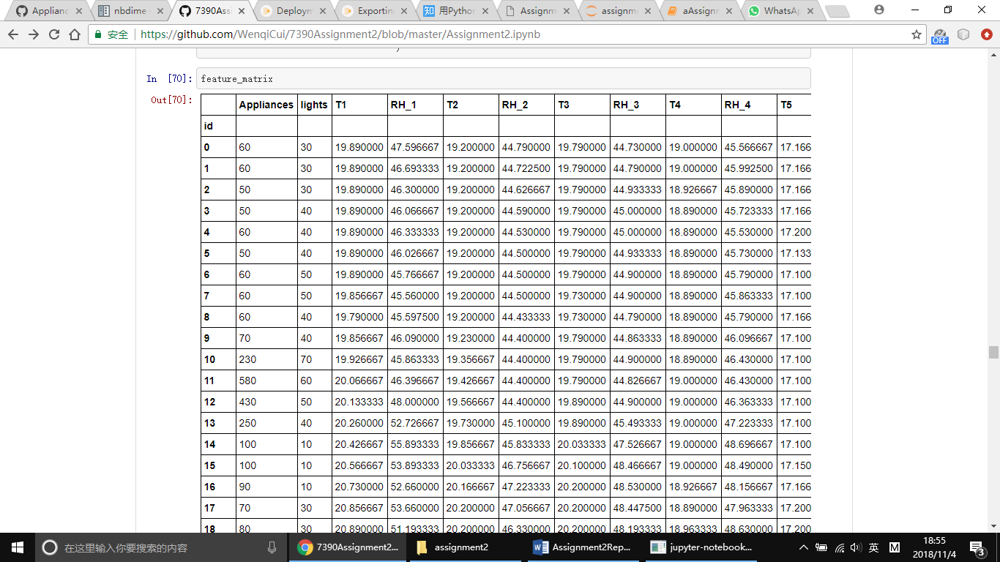 Applianc
nbdime -
7390Assi
Deploym
Exporting
知 用Python
Assignm
assignme
aAssignr
WhatsAp
安全 https://github.com/WenqiCui/7390Assignment2/blob/master/Assignment2.ipynb
OFF
In [70]: feature_matrix
Out[70]:
Appliances lights T1 RH_1 T2 RH_2 T3 RH_3 T4 RH_4 T5
id
0 60 30 19.890000 47.596667 19.200000 44.790000 19.790000 44.730000 19.000000 45.566667 17.166
1 60 30 19.890000 46.693333 19.200000 44.722500 19.790000 44.790000 19.000000 45.992500 17.166
2 50 30 19.890000 46.300000 19.200000 44.626667 19.790000 44.933333 18.926667 45.890000 17.166
3 50 40 19.890000 46.066667 19.200000 44.590000 19.790000 45.000000 18.890000 45.723333 17.166
4 60 40 19.890000 46.333333 19.200000 44.530000 19.790000 45.000000 18.890000 45.530000 17.200
5 50 40 19.890000 46.026667 19.200000 44.500000 19.790000 44.933333 18.890000 45.730000 17.133
6 60 50 19.890000 45.766667 19.200000 44.500000 19.790000 44.900000 18.890000 45.790000 17.100
7 60 50 19.856667 45.560000 19.200000 44.500000 19.730000 44.900000 18.890000 45.863333 17.100
8 60 40 19.790000 45.597500 19.200000 44.433333 19.730000 44.790000 18.890000 45.790000 17.166
9 70 40 19.856667 46.090000 19.230000 44.400000 19.790000 44.863333 18.890000 46.096667 17.100
10 230 70 19.926667 45.863333 19.356667 44.400000 19.790000 44.900000 18.890000 46.430000 17.100
11 580 60 20.066667 46.396667 19.426667 44.400000 19.790000 44.826667 19.000000 46.430000 17.100
12 430 50 20.133333 48.000000 19.566667 44.400000 19.890000 44.900000 19.000000 46.363333 17.100
13 250 40 20.260000 52.726667 19.730000 45.100000 19.890000 45.493333 19.000000 47.223333 17.100
14 100 10 20.426667 55.893333 19.856667 45.833333 20.033333 47.526667 19.000000 48.696667 17.100
15 100 10 20.566667 53.893333 20.033333 46.756667 20.100000 48.466667 19.000000 48.490000 17.150
16 90 10 20.730000 52.660000 20.166667 47.223333 20.200000 48.530000 18.926667 48.156667 17.166
17 70 30 20.856667 53.660000 20.200000 47.056667 20.200000 48.447500 18.890000 47.963333 17.200
18 80 30 20.890000 51.193333 20.200000 46.330000 20.200000 48.193333 18.963333 48.630000 17.200
在这里输入你要搜索的内容
7390Assignment2...
assignment2
Assignment2Rep...
jupyter-notebook...
英
M
18:55
2018/11/4
3